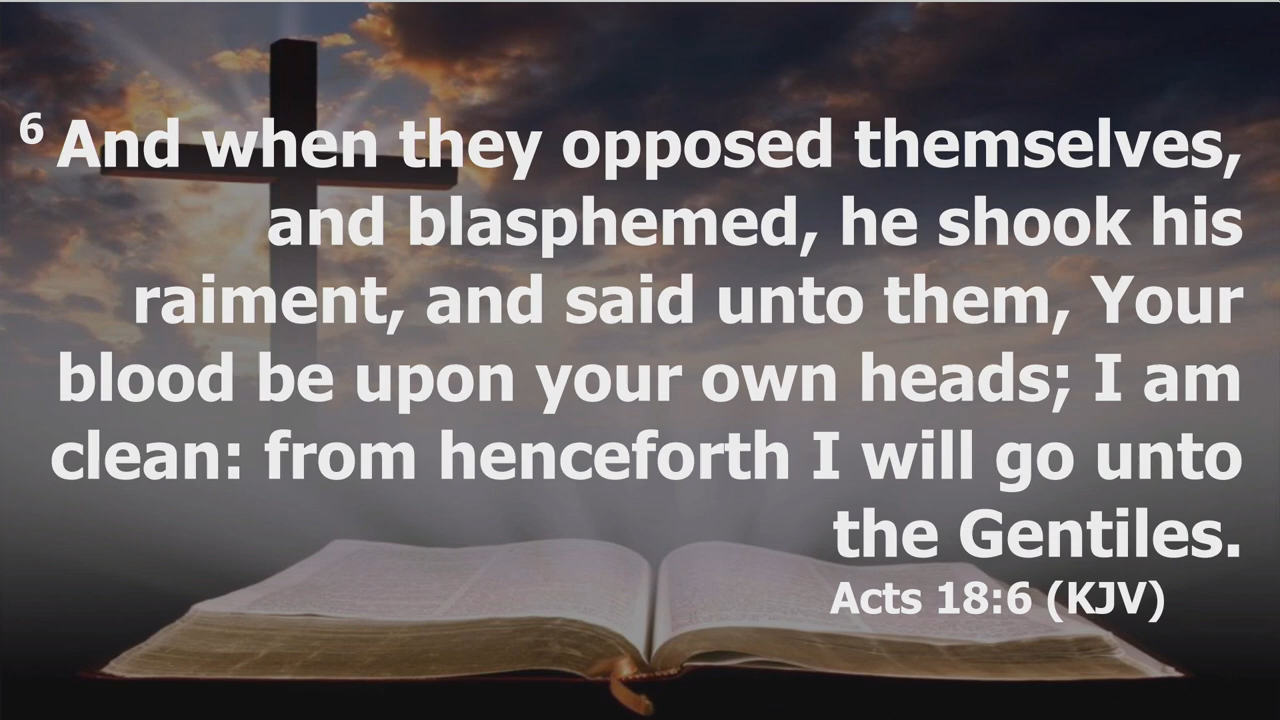 6 And when they opposed themselves,
and blasphemed, he shook his
raiment, and said unto them, Your
blood be upon your own heads; I am
clean: from henceforth I will go unto
the Gentiles.
Acts 18:6 (KJV)